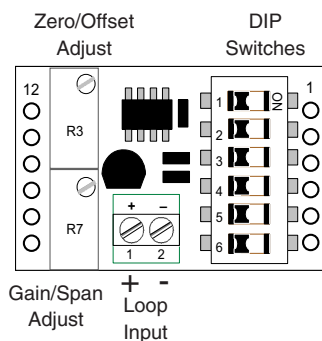 Zero/Offset
Adjust
DIP
Switches
12
1
R3
R7
1
2
3
4
5
6
ON
+ −
1 2
+ -
Gain/Span
Adjust
Loop
Input